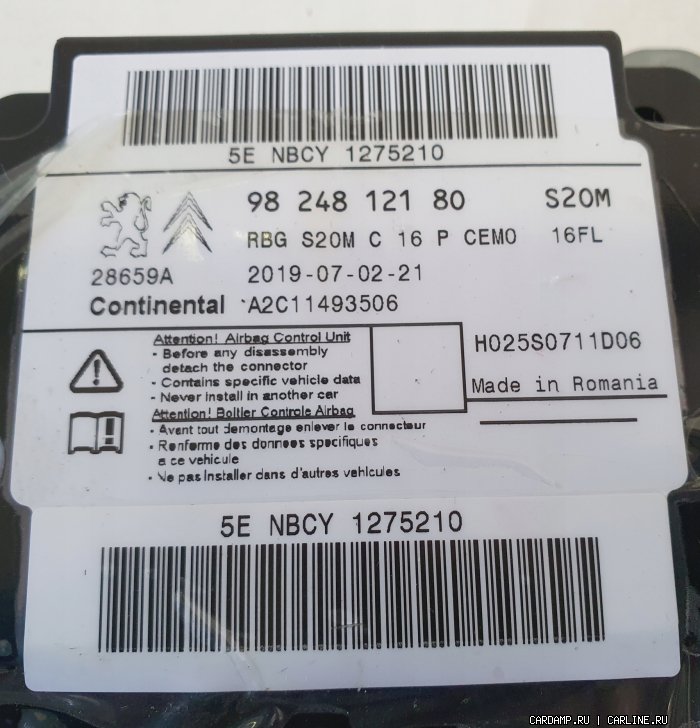 5E NBCY 1275210
98 248 121 80 S20M
RBG S20M C 16 P CEM0 16FL
28659A 2019-07-02-21
Continental A2C11493506
Attention! Airbag Control Unit
- Before any disassembly
detach the connector
- Contains specific vehicle data
- Never install in another car
Attention! Boîtier Controle Airbag
- Avant tout demontage enlever le connecteur
- Renferme des donnees specifiques
a ce vehicule
- Ne pas installer dans d'autres vehicules
H025S0711D06
Made in Romania
5E NBCY 1275210
CARDAMP.RU | CARLINE.RU